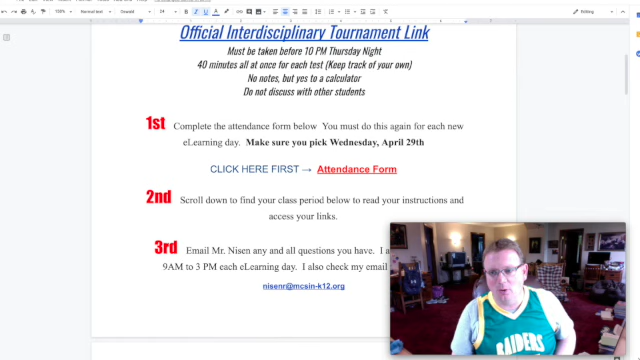 100%
Normal text
Oswald
24
Editing
Official Interdisciplinary Tournament Link
Must be taken before 10 PM Thursday Night
40 minutes all at once for each test (Keep track of your own)
No notes, but yes to a calculator
Do not discuss with other students
1st Complete the attendance form below You must do this again for each new
eLearning day. Make sure you pick Wednesday, April 29th
CLICK HERE FIRST → Attendance Form
2nd Scroll down to find your class period below to read your instructions and
access your links.
3rd Email Mr. Nisen any and all questions you have. I
9AM to 3 PM each eLearning day. I also check my email
nisenr@mcsin-k12.org
RAIDERS